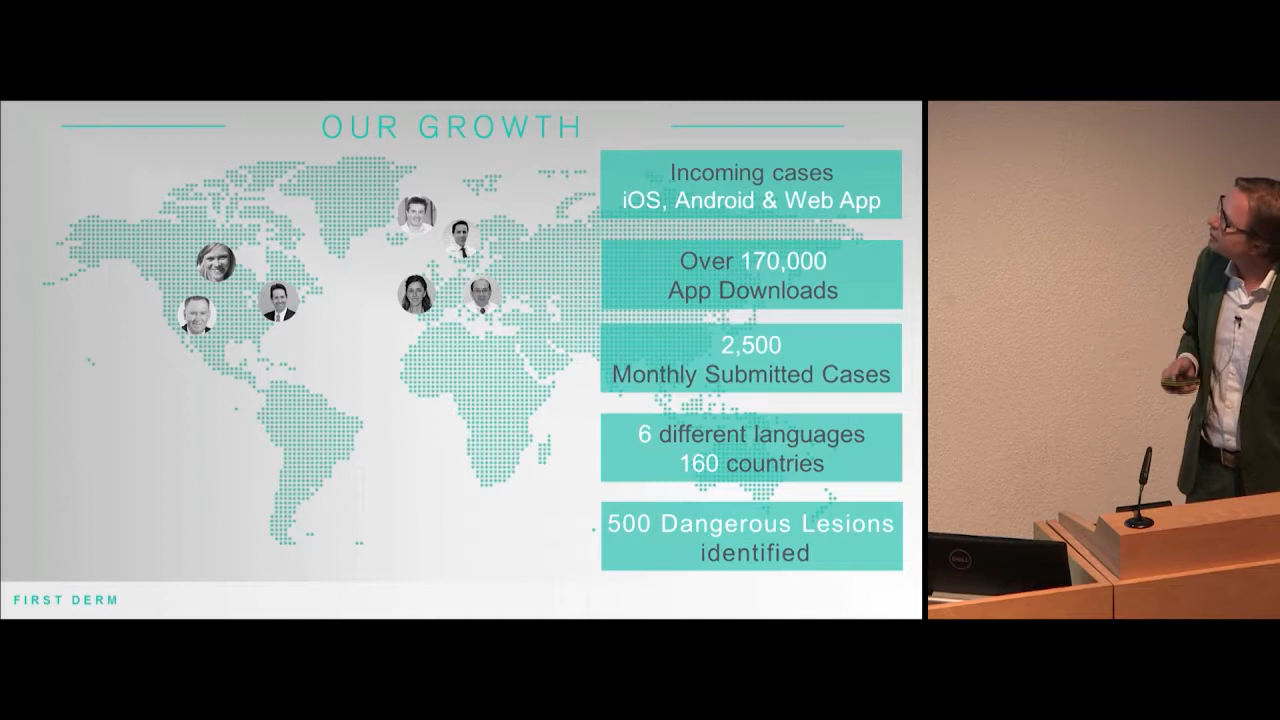 OUR GROWTH
Incoming cases
iOS, Android & Web App
Over 170,000
App Downloads
2,500
Monthly Submitted Cases
6 different languages
160 countries
500 Dangerous Lesions
identified
FIRST DERM
DELL